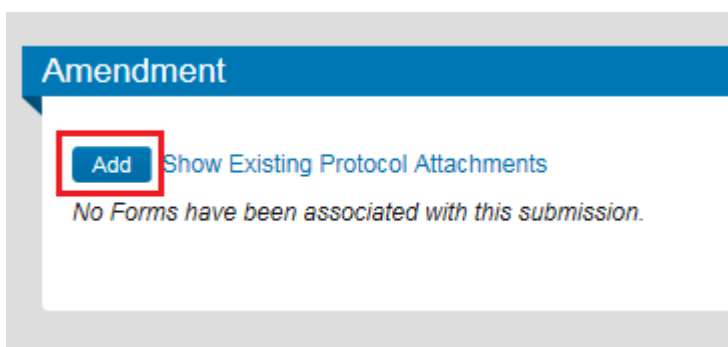 Amendment
Add Show Existing Protocol Attachments
No Forms have been associated with this submission.